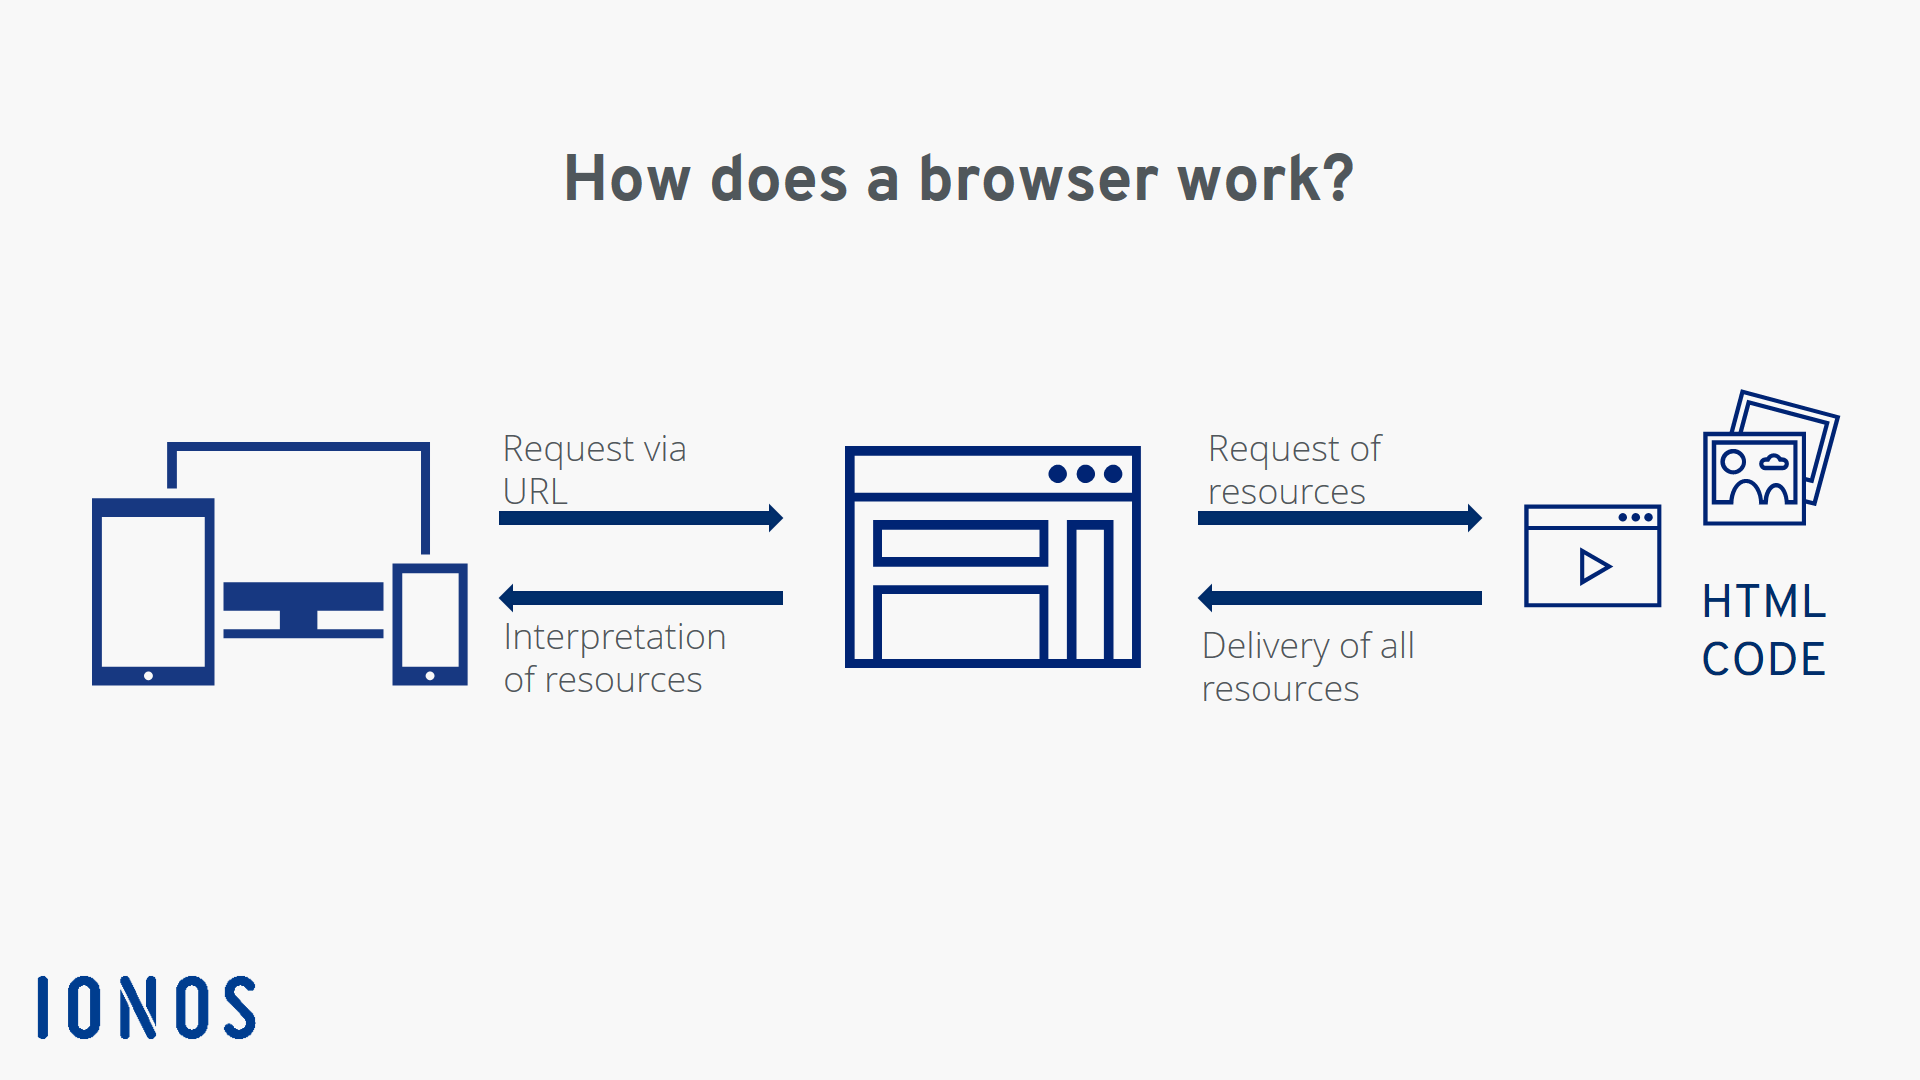 How does a browser work?
Request via
URL
Interpretation
of resources
Request of
resources
Delivery of all
resources
HTML
CODE
IONOS